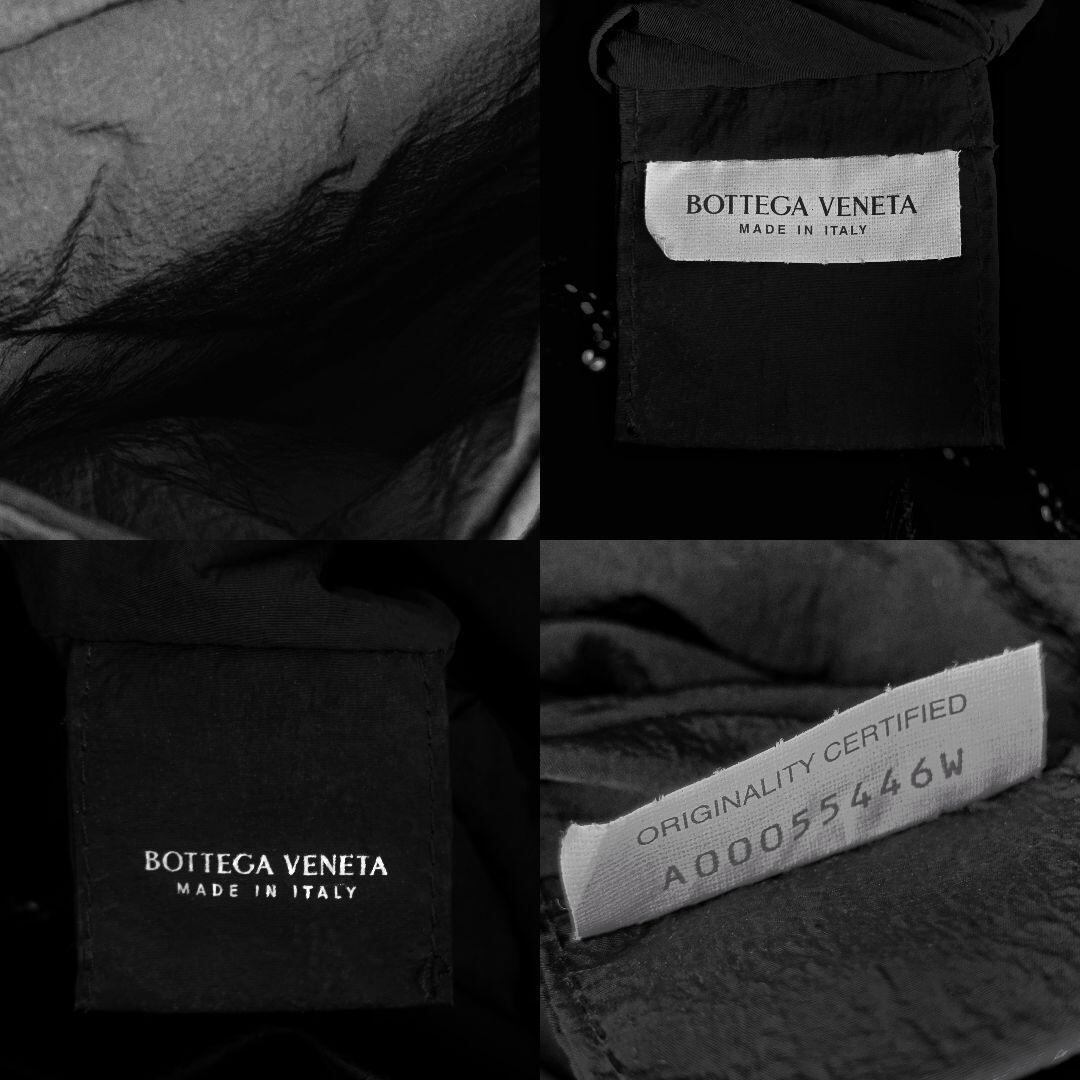 BOTTEGA VENETA
MADE IN ITALY
BOTTEGA VENETA
MADE IN ITALY
ORIGINALITY CERTIFIED
A00055446W